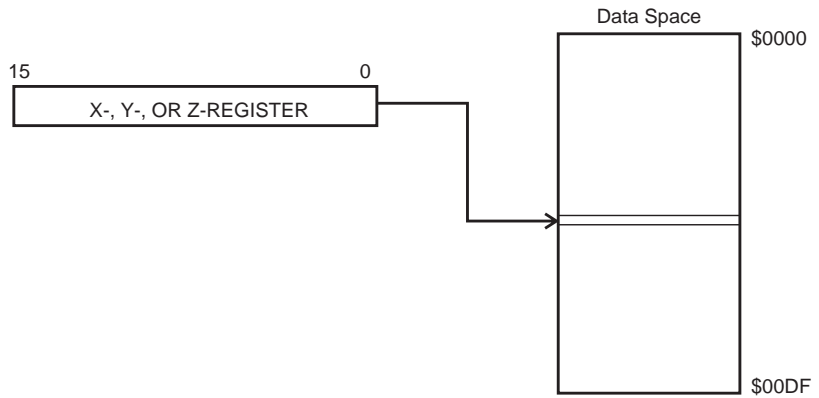 Data Space
$0000
15 0
X-, Y-, OR Z-REGISTER
$00DF